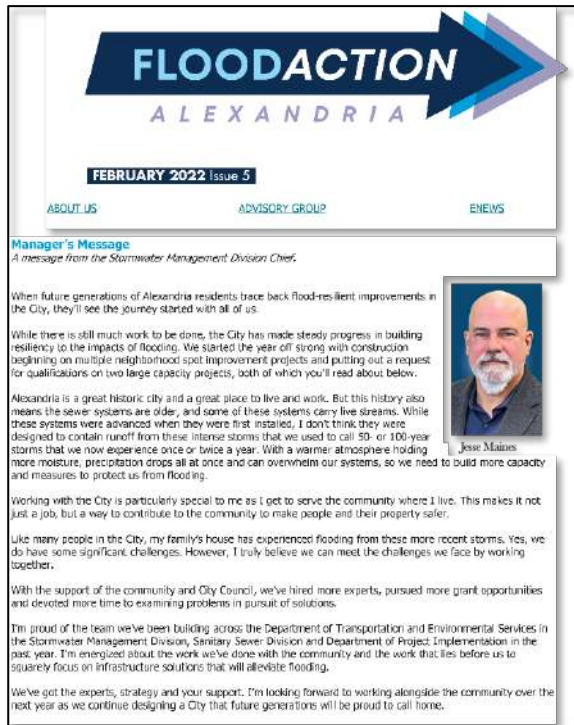 FLOODACTION
ALEXANDRIA
FEBRUARY 2022 Issue 5
ABOUT US
ADVISORY GROUP
ENEWS
Manager's Message
A message from the Stormwater Management Division Chief.
When future generations of Alexandria residents trace back flood-resilient improvements in
the City, they'll see the journey started with all of us.
While there is still much work to be done, the City has made steady progress in building
resiliency to the impacts of flooding. We started the year off strong with construction
beginning on multiple neighborhood spot improvement projects and putting out a request
for qualifications on two large capacity projects, both of which you'll read about below.
Alexandria is a great historic city and a great place to live and work. But this history also
means the sewer systems are older, and some of these systems carry live streams. While
these systems were advanced when they were first installed, I don't think they were
designed to contain runoff from these intense storms that we used to call 50- or 100-year
storms that we now experience once or twice a year. With a warmer atmosphere holding
more moisture, precipitation drops all at once and can overwhelm our systems, so we need to build more capacity
and measures to protect us from flooding.
Jesse Maines
Working with the City is particularly special to me as I get to serve the community where I live. This makes it not
just a job, but a way to contribute to the community to make people and their property safer.
Like many people in the City, my family's house has experienced flooding from these more recent storms. Yes, we
do have some significant challenges. However, I truly believe we can meet the challenges we face by working
together.
With the support of the community and City Council, we've hired more experts, pursued more grant opportunities
and devoted more time to examining problems in pursuit of solutions.
I'm proud of the team we've been building across the Department of Transportation and Environmental Services in
the Stormwater Management Division, Sanitary Sewer Division and Department of Project Implementation in the
past year. I'm energized about the work we've done with the community and the work that lies before us to
squarely focus on infrastructure solutions that will alleviate flooding.
We've got the experts, strategy and your support. I'm looking forward to working alongside the community over the
next year as we continue designing a City that future generations will be proud to call home.